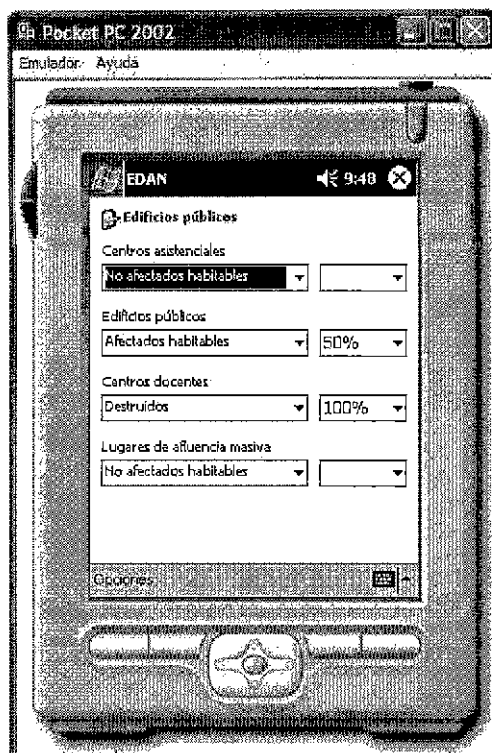 Pocket PC 2002
Emulador Ayuda
EDAN 9:48
Edificios públicos
Centros asistenciales
No afectados habitables
Edificios públicos
Afectados habitables 50%
Centros docentes
Destruidos 100%
Lugares de afluencia masiva
No afectados habitables
Opciones